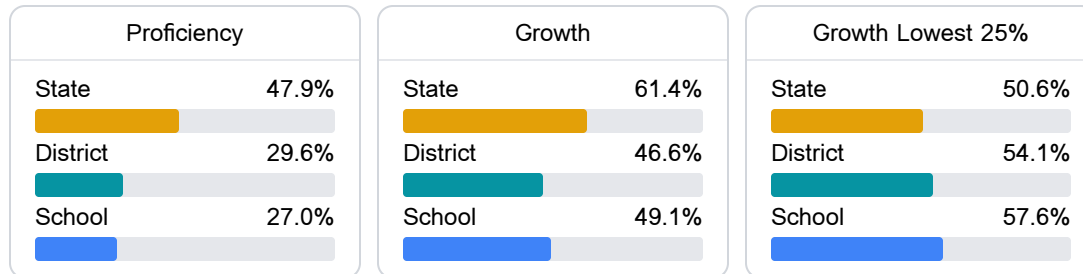 Proficiency
State 47.9%
District 29.6%
School 27.0%
Growth
State 61.4%
District 46.6%
School 49.1%
Growth Lowest 25%
State 50.6%
District 54.1%
School 57.6%